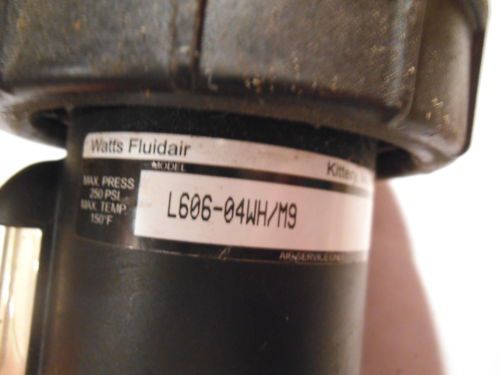 Watts Fluidair
MODEL
MAX. PRESS
250 PSI
MAX. TEMP.
150°F
L606-04WH/M9